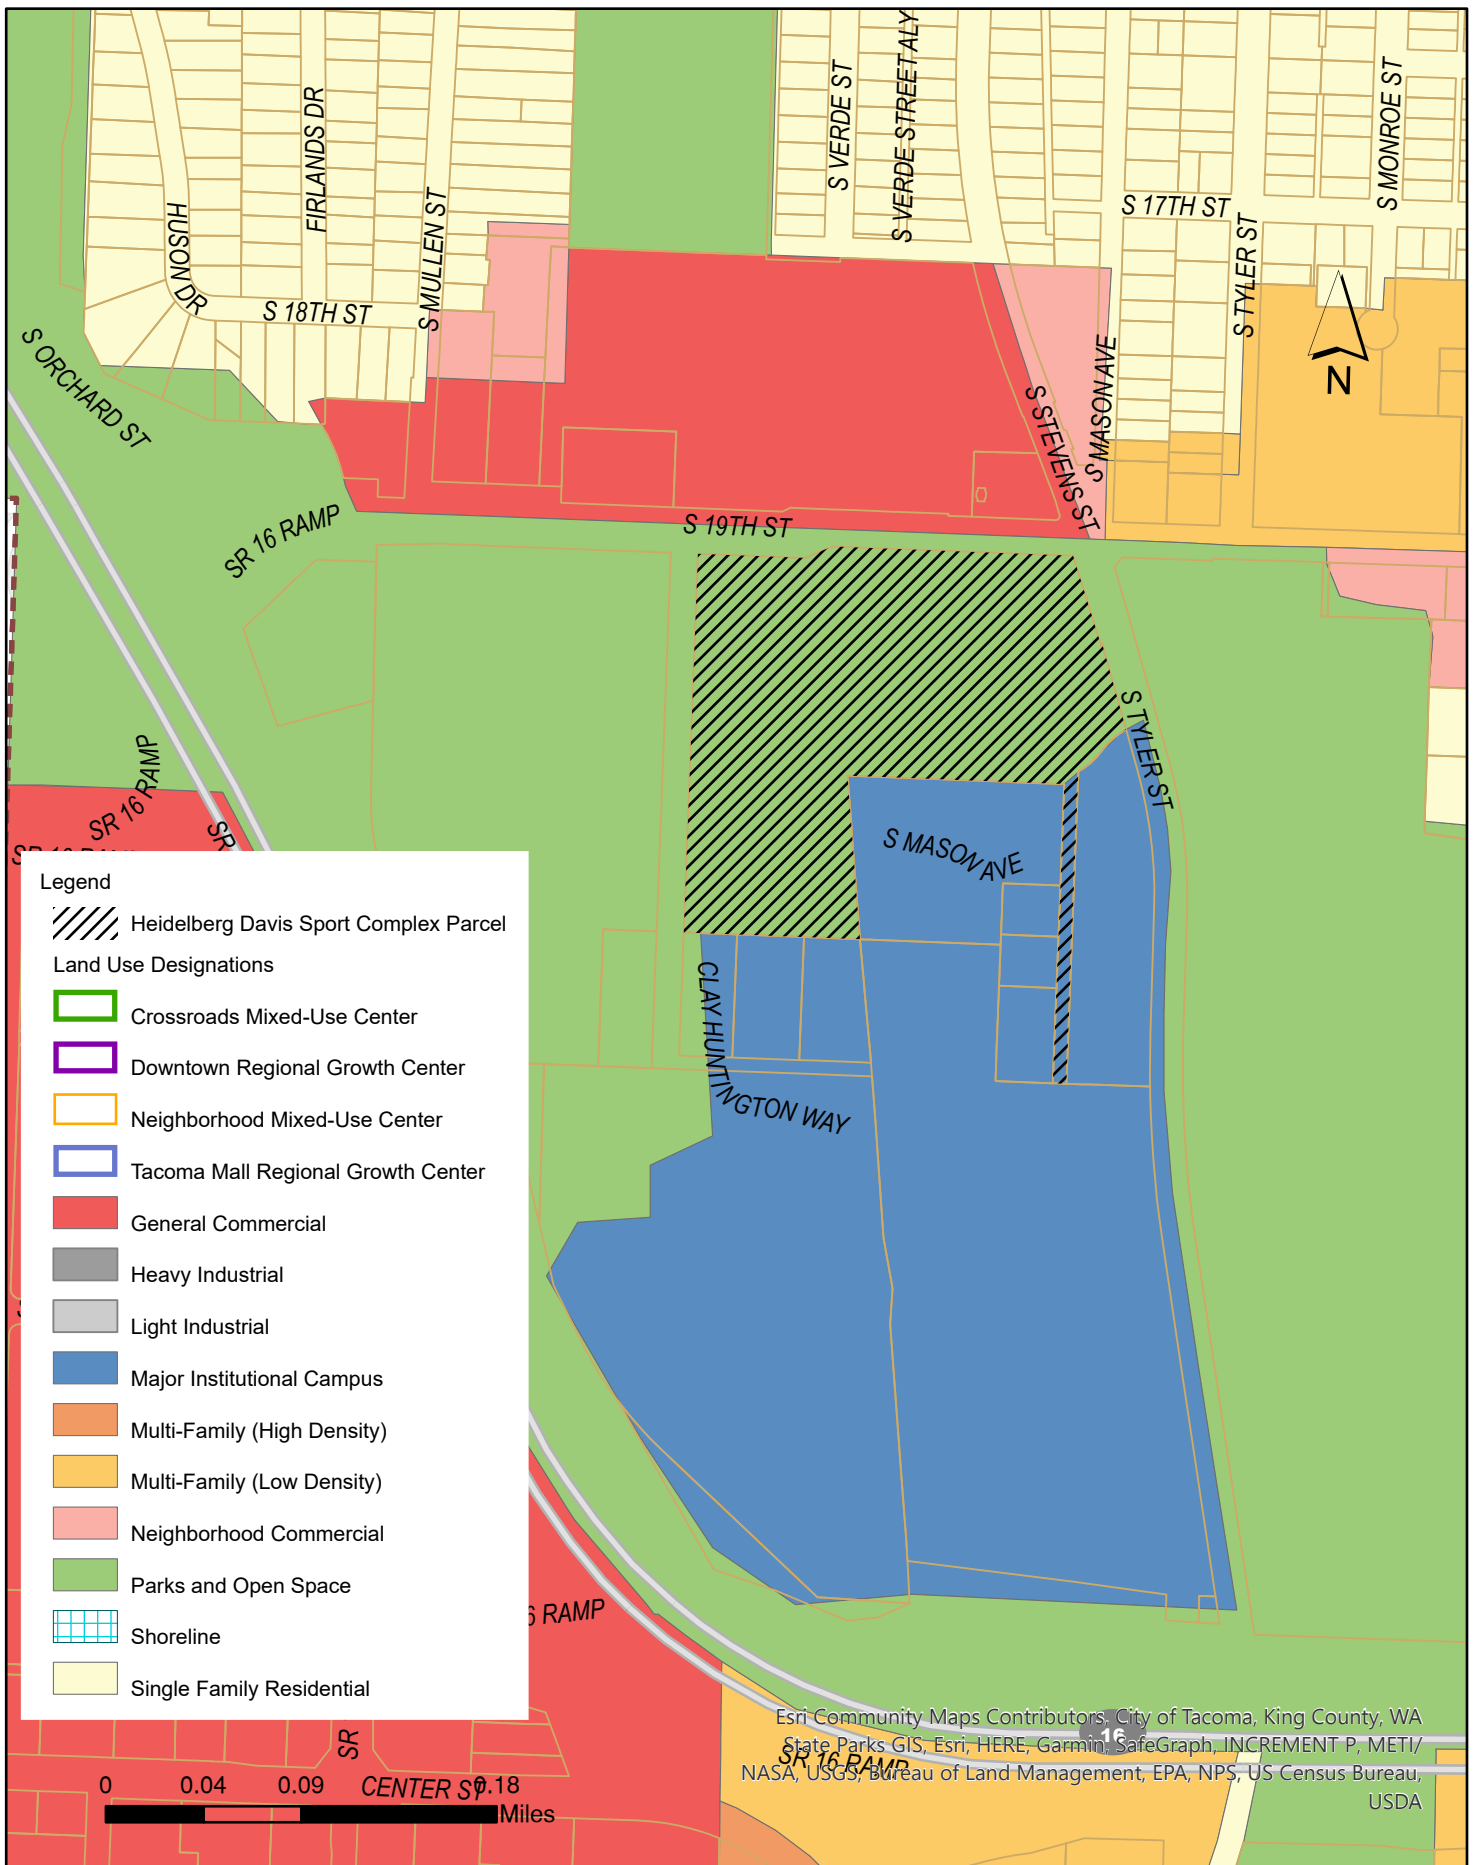 S VERDE ST
S VERDE STREET ALY
S MONROE ST
FIRLANDS DR
S MULLEN ST
HUSON DR
S 17TH ST
S TYLER ST
S 18TH ST
S ORCHARD ST
S MASON AVE
S STEVENS ST
N
SR 16 RAMP
S 19TH ST
S TYLER ST
SR 16 RAMP
SR
S MASON AVE
CLAY HUNTINGTON WAY
Legend
Heidelberg Davis Sport Complex Parcel
Land Use Designations
Crossroads Mixed-Use Center
Downtown Regional Growth Center
Neighborhood Mixed-Use Center
Tacoma Mall Regional Growth Center
General Commercial
Heavy Industrial
Light Industrial
Major Institutional Campus
Multi-Family (High Density)
Multi-Family (Low Density)
Neighborhood Commercial
Parks and Open Space
Shoreline
Single Family Residential
6 RAMP
SR
16
SR 16 RAMP
CENTER ST
0 0.04 0.09 0.18
Miles
Esri Community Maps Contributors, City of Tacoma, King County, WA
State Parks GIS, Esri, HERE, Garmin, SafeGraph, INCREMENT P, METI/
NASA, USGS, Bureau of Land Management, EPA, NPS, US Census Bureau,
USDA